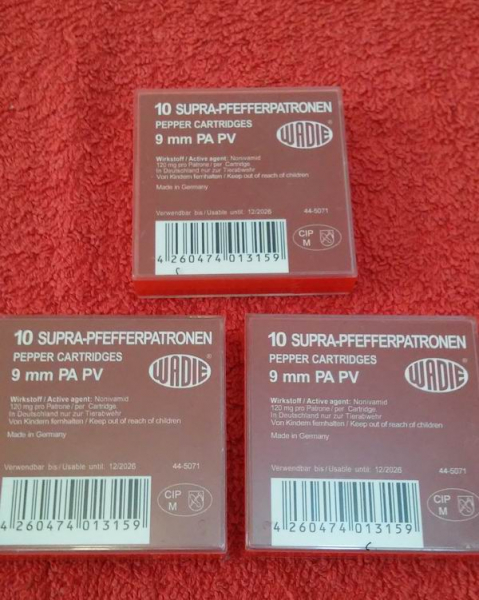 10 SUPRA-PFEFFERPATRONEN
PEPPER CARTRIDGES
9 mm PA PV
WADIE®
Wirkstoff / Active agent: Nonivamid
120 mg pro Patrone / per Cartridge
In Deutschland nur zur Tierabwehr
Von Kindern fernhalten / Keep out of reach of children
Made in Germany
Verwendbar bis / Usable until: 12/2026
44-5071
4 260474 013159
CIP
M
10 SUPRA-PFEFFERPATRONEN
PEPPER CARTRIDGES
9 mm PA PV
WADIE®
Wirkstoff / Active agent: Nonivamid
120 mg pro Patrone / per Cartridge
In Deutschland nur zur Tierabwehr
Von Kindern fernhalten / Keep out of reach of children
Made in Germany
Verwendbar bis / Usable until: 12/2026
44-5071
4 260474 013159
CIP
M
10 SUPRA-PFEFFERPATRONEN
PEPPER CARTRIDGES
9 mm PA PV
WADIE®
Wirkstoff / Active agent: Nonivamid
120 mg pro Patrone / per Cartridge
In Deutschland nur zur Tierabwehr
Von Kindern fernhalten / Keep out of reach of children
Made in Germany
Verwendbar bis / Usable until: 12/2026
44-5071
4 260474 013159
CIP
M